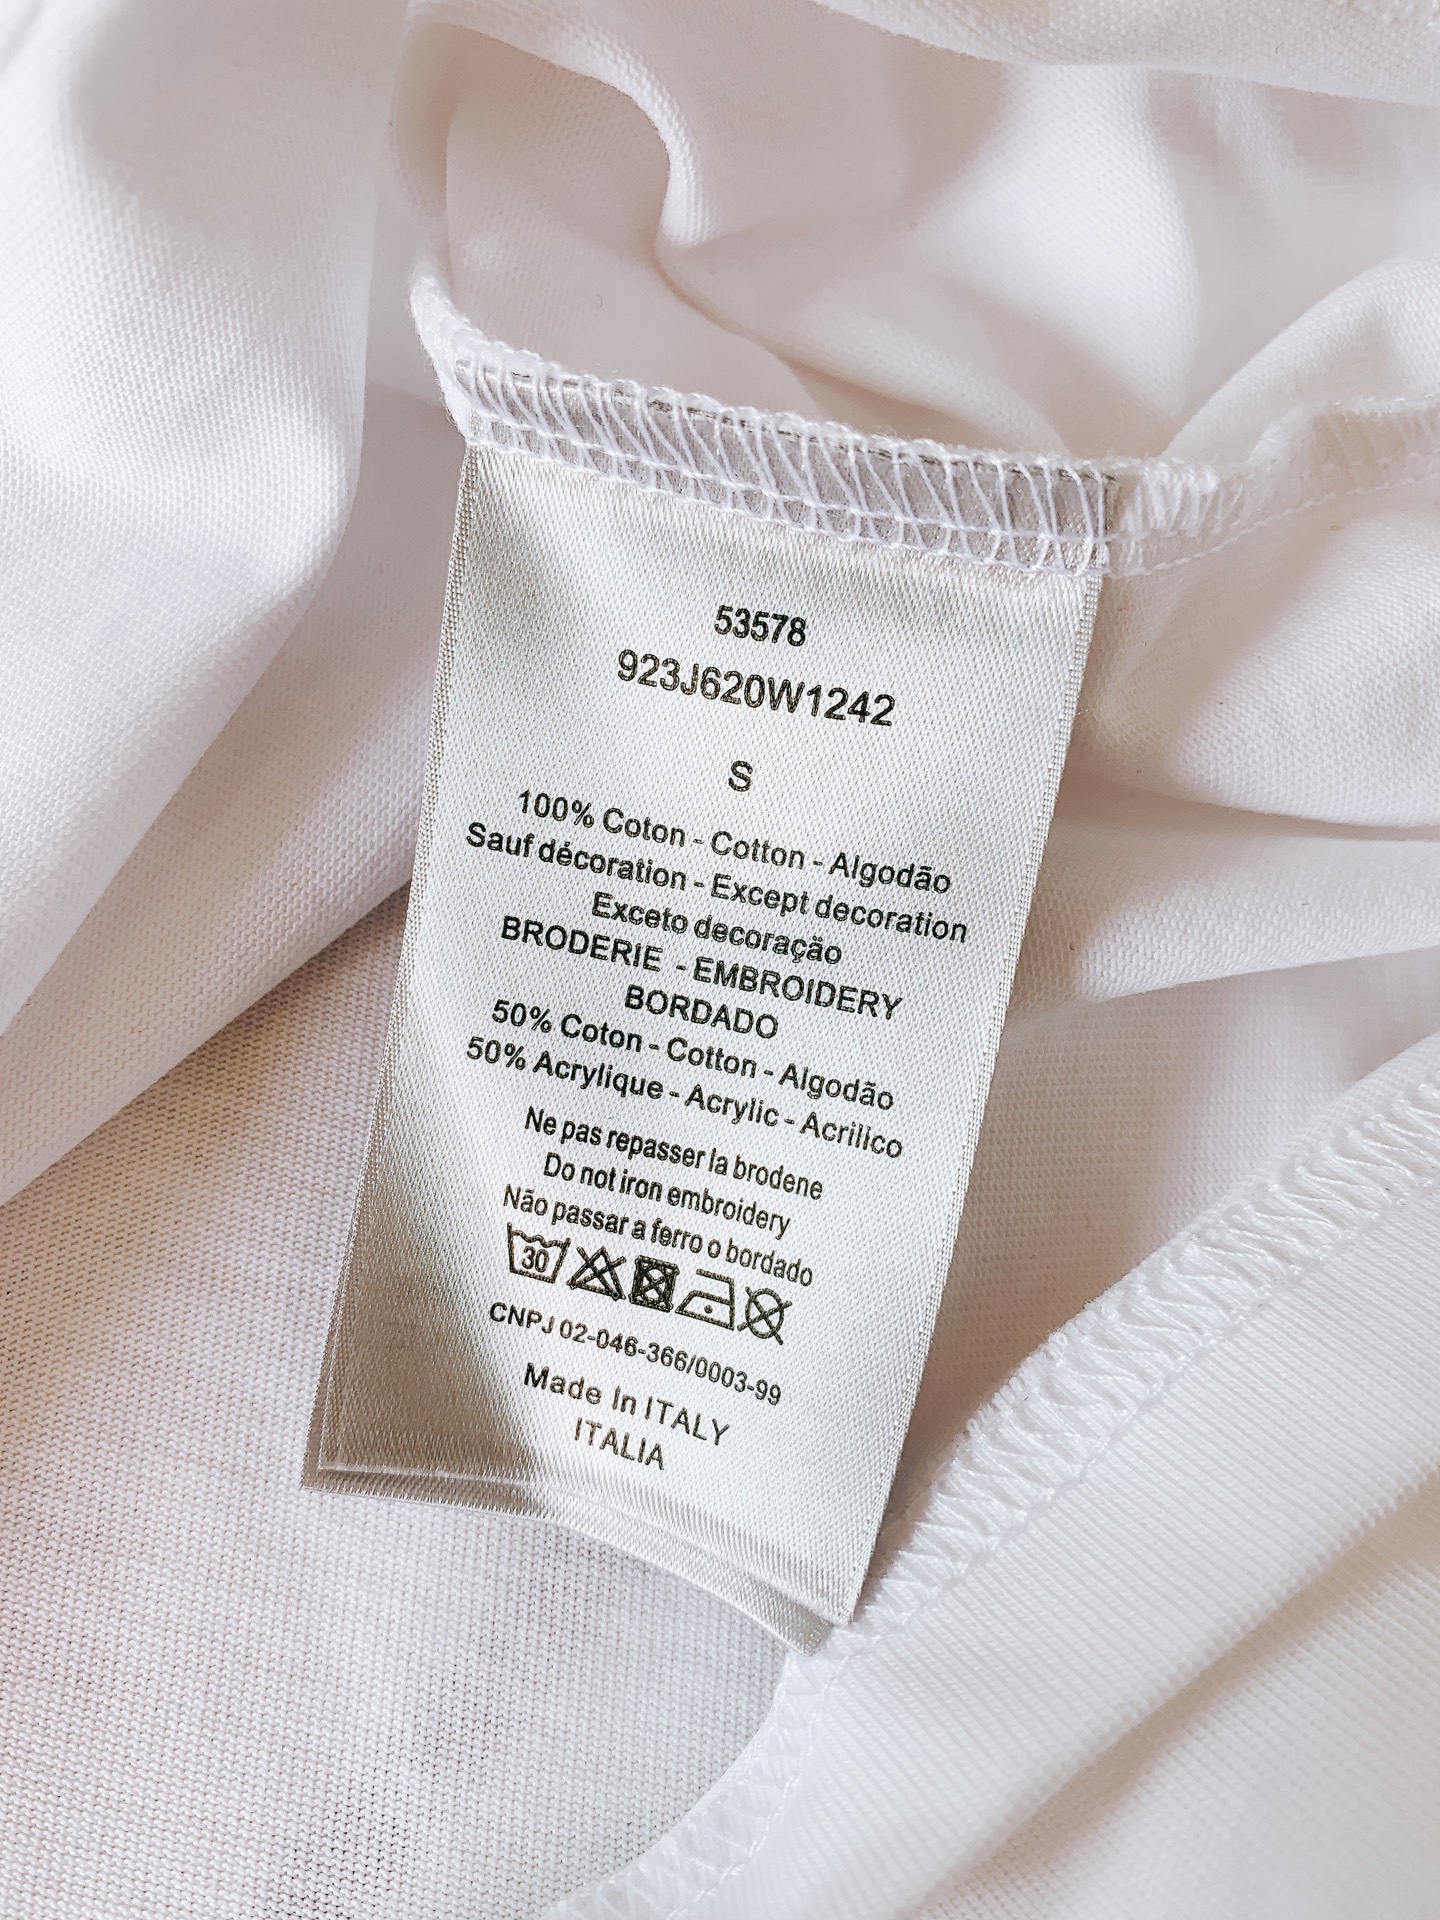 53578
923J620W1242
S
100% Coton - Cotton - Algodão
Sauf décoration - Except decoration
Exceto decoração
BRODERIE - EMBROIDERY
BORDADO
50% Coton - Cotton - Algodão
50% Acrylique - Acrylic - Acrilico
Ne pas repasser la brodene
Do not iron embroidery
Não passar a ferro o bordado
30
CNPJ 02-046-366/0003-99
Made In ITALY
ITALIA